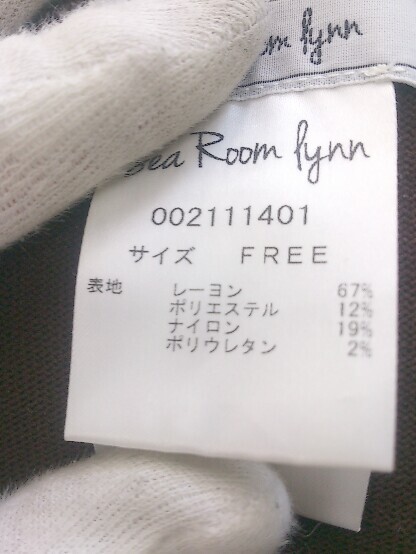 lynn
Sea Room lynn
002111401
サイズ FREE
表地 レーヨン 67%
ポリエステル 12%
ナイロン 19%
ポリウレタン 2%